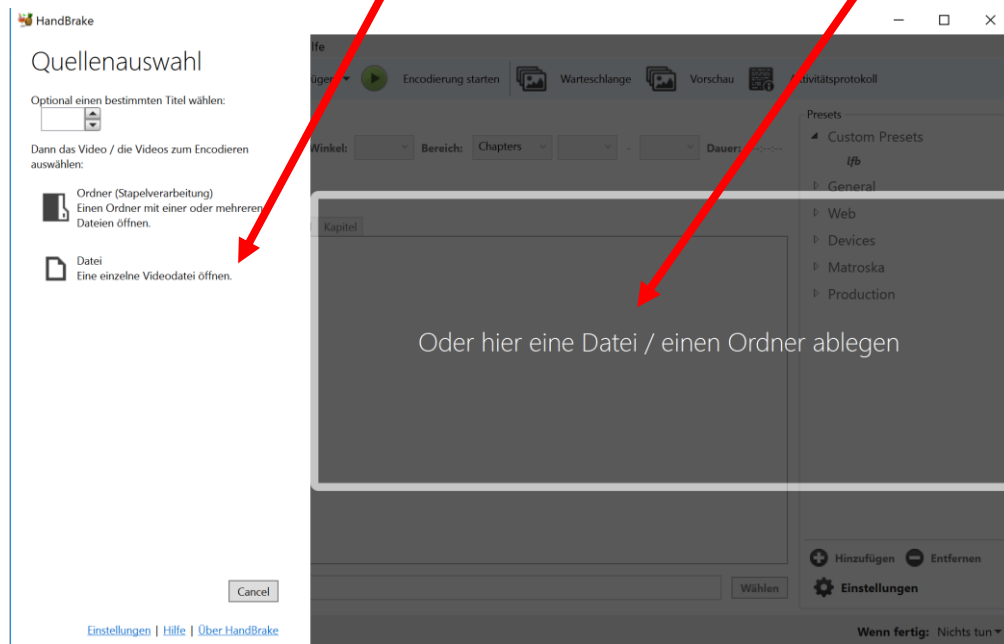 HandBrake
Quellenauswahl
Optional einen bestimmten Titel wählen:
Dann das Video / die Videos zum Encodieren
auswählen:
Ordner (Stapelverarbeitung)
Einen Ordner mit einer oder mehreren
Dateien öffnen.
Datei
Eine einzelne Videodatei öffnen.
Cancel
Einstellungen | Hilfe | Über HandBrake
lfe
Encodierung starten
Warteschlange
Vorschau
Aktivitätsprotokoll
Winkel:
Bereich:
Chapters
-
Dauer: --:--:--
Kapitel
Oder hier eine Datei / einen Ordner ablegen
Presets
Custom Presets
lfb
General
Web
Devices
Matroska
Production
Hinzufügen
Entfernen
Wählen
Einstellungen
Wenn fertig: Nichts tun